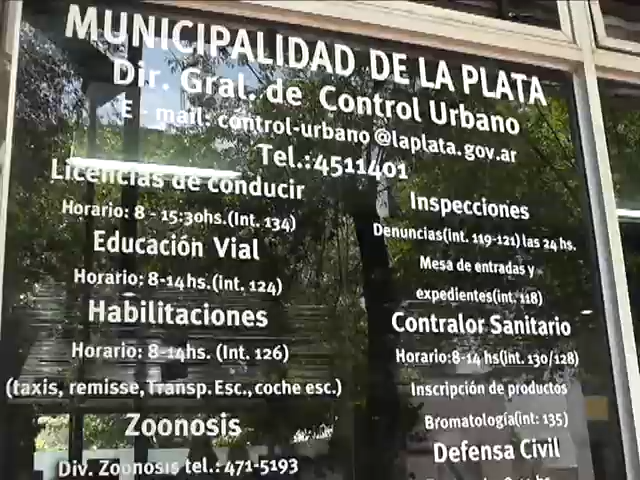 MUNICIPALIDAD DE LA PLATA
Dir. Gral. de Control Urbano
E - mail: control-urbano@laplata.gov.ar
Tel.:4511401
Licencias de conducir
Horario: 8 - 15:30hs.(Int. 134)
Educación Vial
Horario: 8-14hs.(int. 124)
Habilitaciones
Horario: 8-14hs. (Int. 126)
(taxis, remisse, Transp. Esc., coche esc.)
Zoonosis
Div. Zoonosis tel.: 471-5193
Inspecciones
Denuncias(int. 119-121) las 24 hs.
Mesa de entradas y
expedientes(int. 118)
Contralor Sanitario
Horario:8-14 hs(int. 130/128)
Inscripción de productos
Bromatología(int: 135)
Defensa Civil